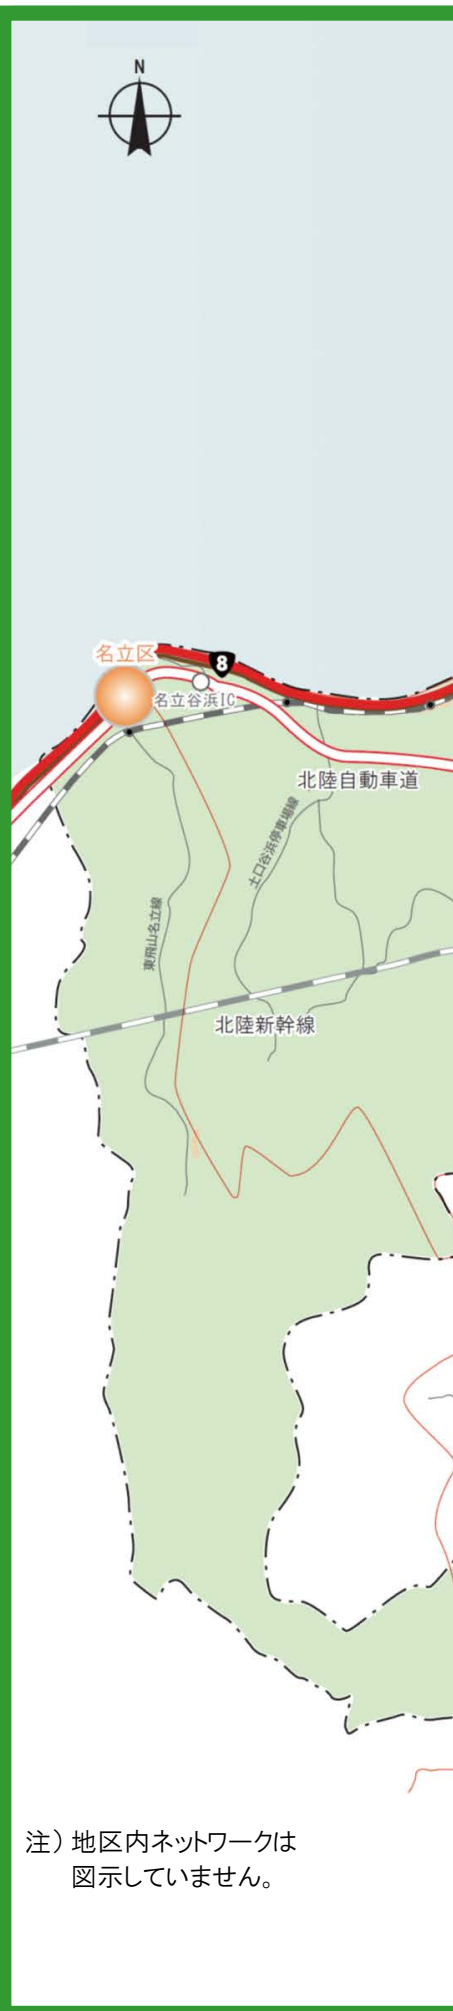 N
名立区
8
名立谷浜IC
北陸自動車道
土口谷浜停車場線
東飛山名立線
北陸新幹線
注）地区内ネットワークは
図示していません。